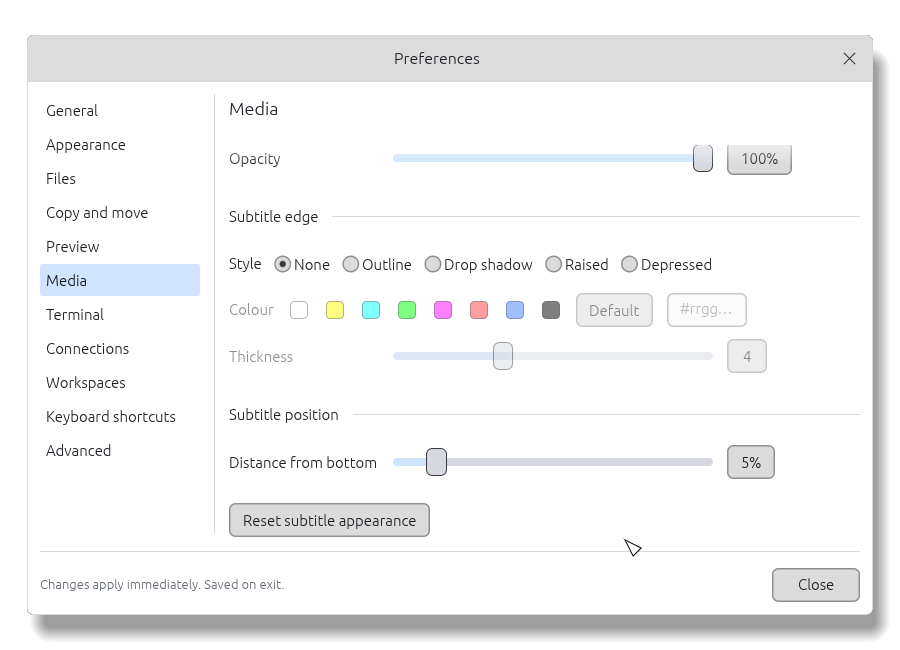 Preferences
General
Appearance
Files
Copy and move
Preview
Media
Terminal
Connections
Workspaces
Keyboard shortcuts
Advanced
Media
Opacity 100%
Subtitle edge
Style None Outline Drop shadow Raised Depressed
Colour Default #rrgg...
Thickness 4
Subtitle position
Distance from bottom 5%
Reset subtitle appearance
Changes apply immediately. Saved on exit.
Close